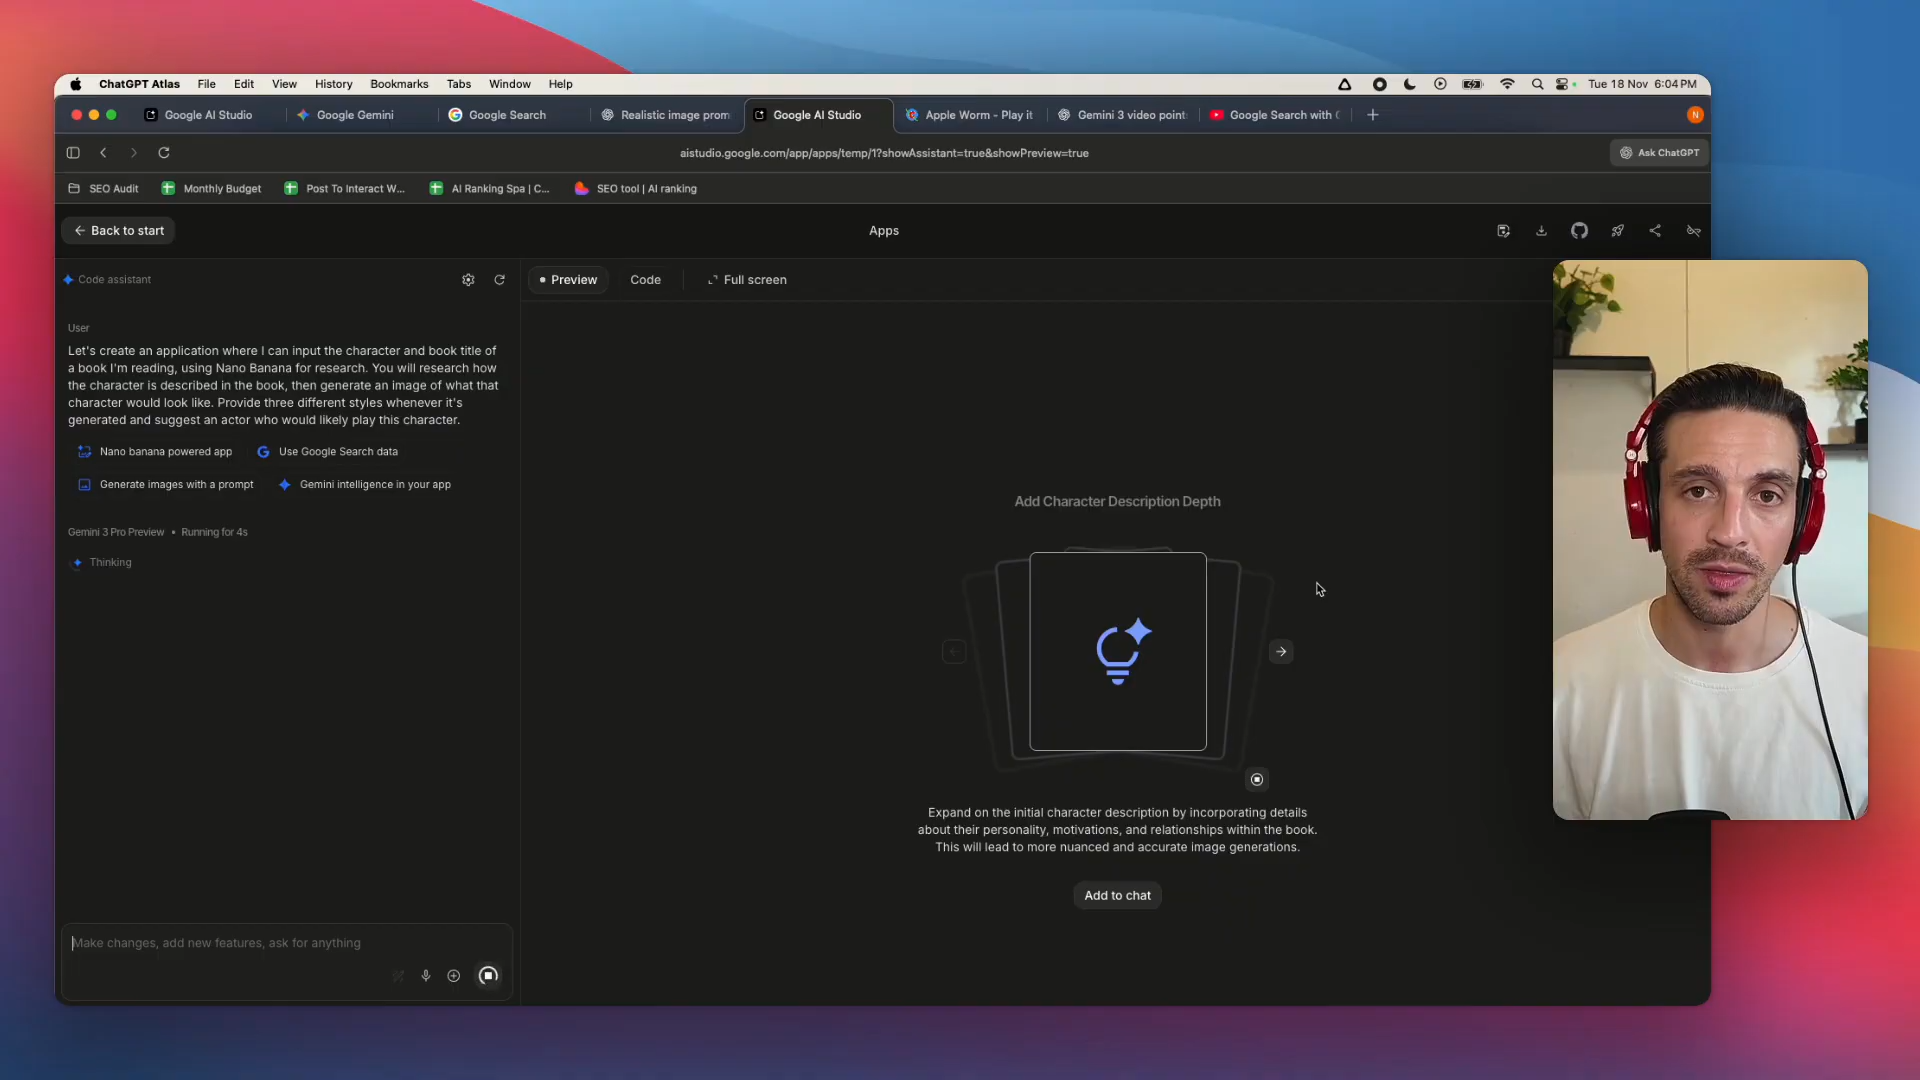 ChatGPT Atlas File Edit View History Bookmarks Tabs Window Help Tue 18 Nov 6:04 PM
Google AI Studio Google Gemini Google Search Realistic image prom Google AI Studio Apple Worm - Play it Gemini 3 video point Google Search with N
aistudio.google.com/app/apps/temp/1?showAssistant=true&showPreview=true Ask ChatGPT
SEO Audit Monthly Budget Post To Interact W... AI Ranking Spa | C... SEO tool | AI ranking
Back to start Apps
Code assistant Preview Code Full screen
User
Let's create an application where I can input the character and book title of
a book I'm reading, using Nano Banana for research. You will research how
the character is described in the book, then generate an image of what that
character would look like. Provide three different styles whenever it's
generated and suggest an actor who would likely play this character.
Nano banana powered app Use Google Search data
Generate images with a prompt Gemini intelligence in your app
Gemini 3 Pro Preview • Running for 4s
Thinking
Add Character Description Depth
Expand on the initial character description by incorporating details
about their personality, motivations, and relationships within the book.
This will lead to more nuanced and accurate image generations.
Add to chat
Make changes, add new features, ask for anything